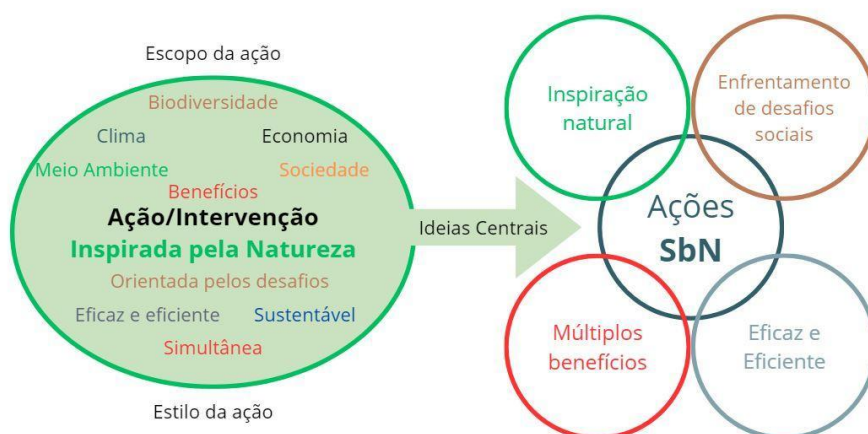 Escopo da ação
Biodiversidade
Clima
Economia
Meio Ambiente
Sociedade
Benefícios
Ação/Intervenção
Inspirada pela Natureza
Orientada pelos desafios
Eficaz e eficiente
Sustentável
Simultânea
Estilo da ação
Ideias Centrais
Inspiração
natural
Enfrentamento
de desafios
sociais
Ações
SbN
Múltiplos
benefícios
Eficaz e
Eficiente